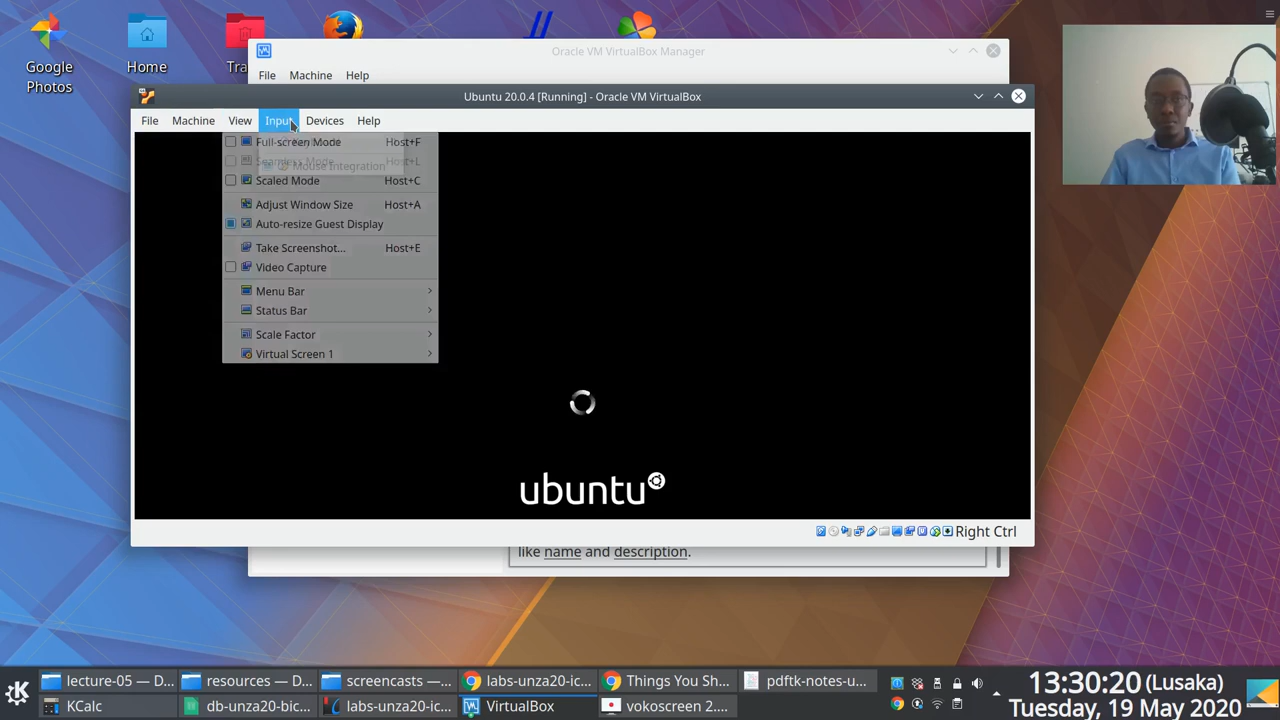 Google
Photos
Home
Tra
Oracle VM VirtualBox Manager
File Machine Help
Ubuntu 20.0.4 [Running] - Oracle VM VirtualBox
File Machine View Input Devices Help
Full-screen Mode Host+F
Mouse Integration
Scaled Mode Host+C
Adjust Window Size Host+A
Auto-resize Guest Display
Take Screenshot... Host+E
Video Capture
Menu Bar
Status Bar
Scale Factor
Virtual Screen 1
ubuntu
Right Ctrl
like name and description.
lecture-05 — D...
resources — D...
screencasts —...
labs-unza20-ic...
Things You Sh...
pdftk-notes-u...
KCalc
db-unza20-bic...
labs-unza20-ic...
VirtualBox
vokoscreen 2....
13:30:20 (Lusaka)
Tuesday, 19 May 2020